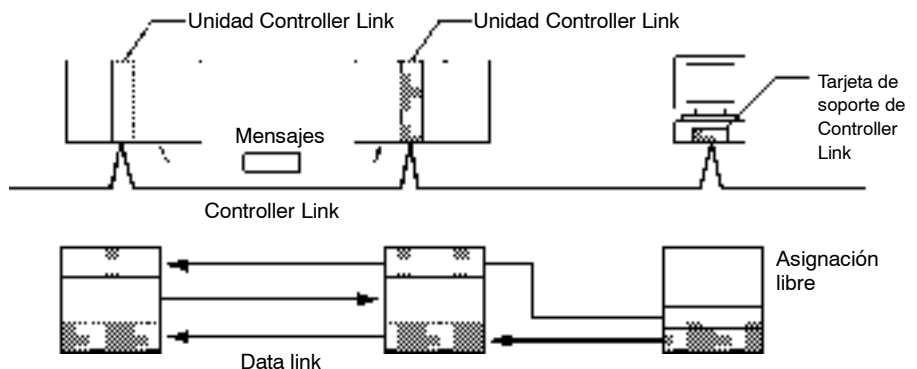 Unidad Controller Link
Unidad Controller Link
Tarjeta de
soporte de
Controller
Link
Mensajes
Controller Link
Asignación
libre
Data link